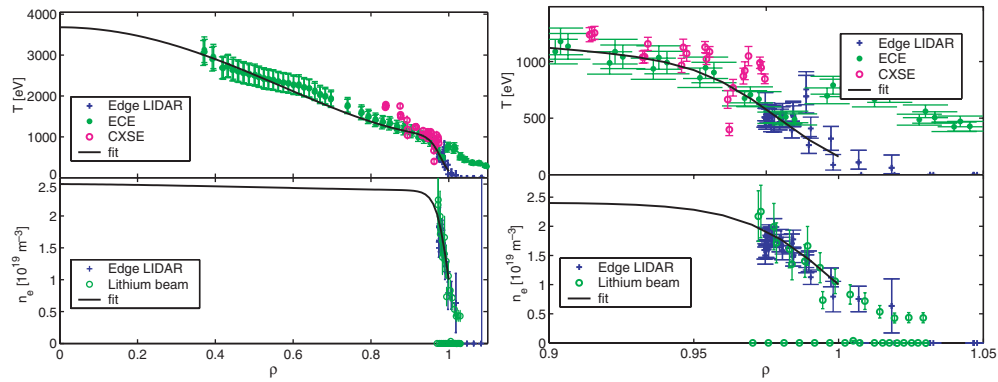 T [eV]
4000
3000
2000
1000
0
Edge LIDAR
ECE
CXSE
fit
n_e [10^19 m^-3]
2.5
2
1.5
1
0.5
0
Edge LIDAR
Lithium beam
fit
0 0.2 0.4 0.6 0.8 1
ρ
T [eV]
1000
500
0
Edge LIDAR
ECE
CXSE
fit
n_e [10^19 m^-3]
2.5
2
1.5
1
0.5
0
Edge LIDAR
Lithium beam
fit
0.9 0.95 1 1.05
ρ